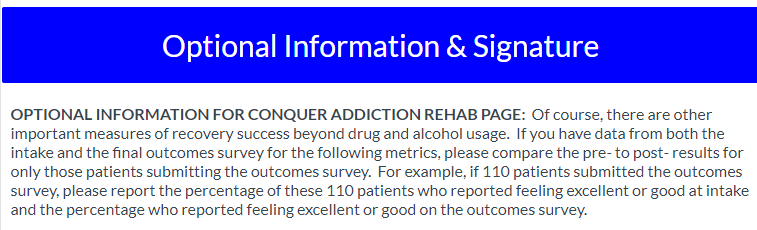 Optional Information & Signature
OPTIONAL INFORMATION FOR CONQUER ADDICTION REHAB PAGE:  Of course, there are other
important measures of recovery success beyond drug and alcohol usage.  If you have data from both the
intake and the final outcomes survey for the following metrics, please compare the pre- to post- results for
only those patients submitting the outcomes survey.  For example, if 110 patients submitted the outcomes
survey, please report the percentage of these 110 patients who reported feeling excellent or good at intake
and the percentage who reported feeling excellent or good on the outcomes survey.